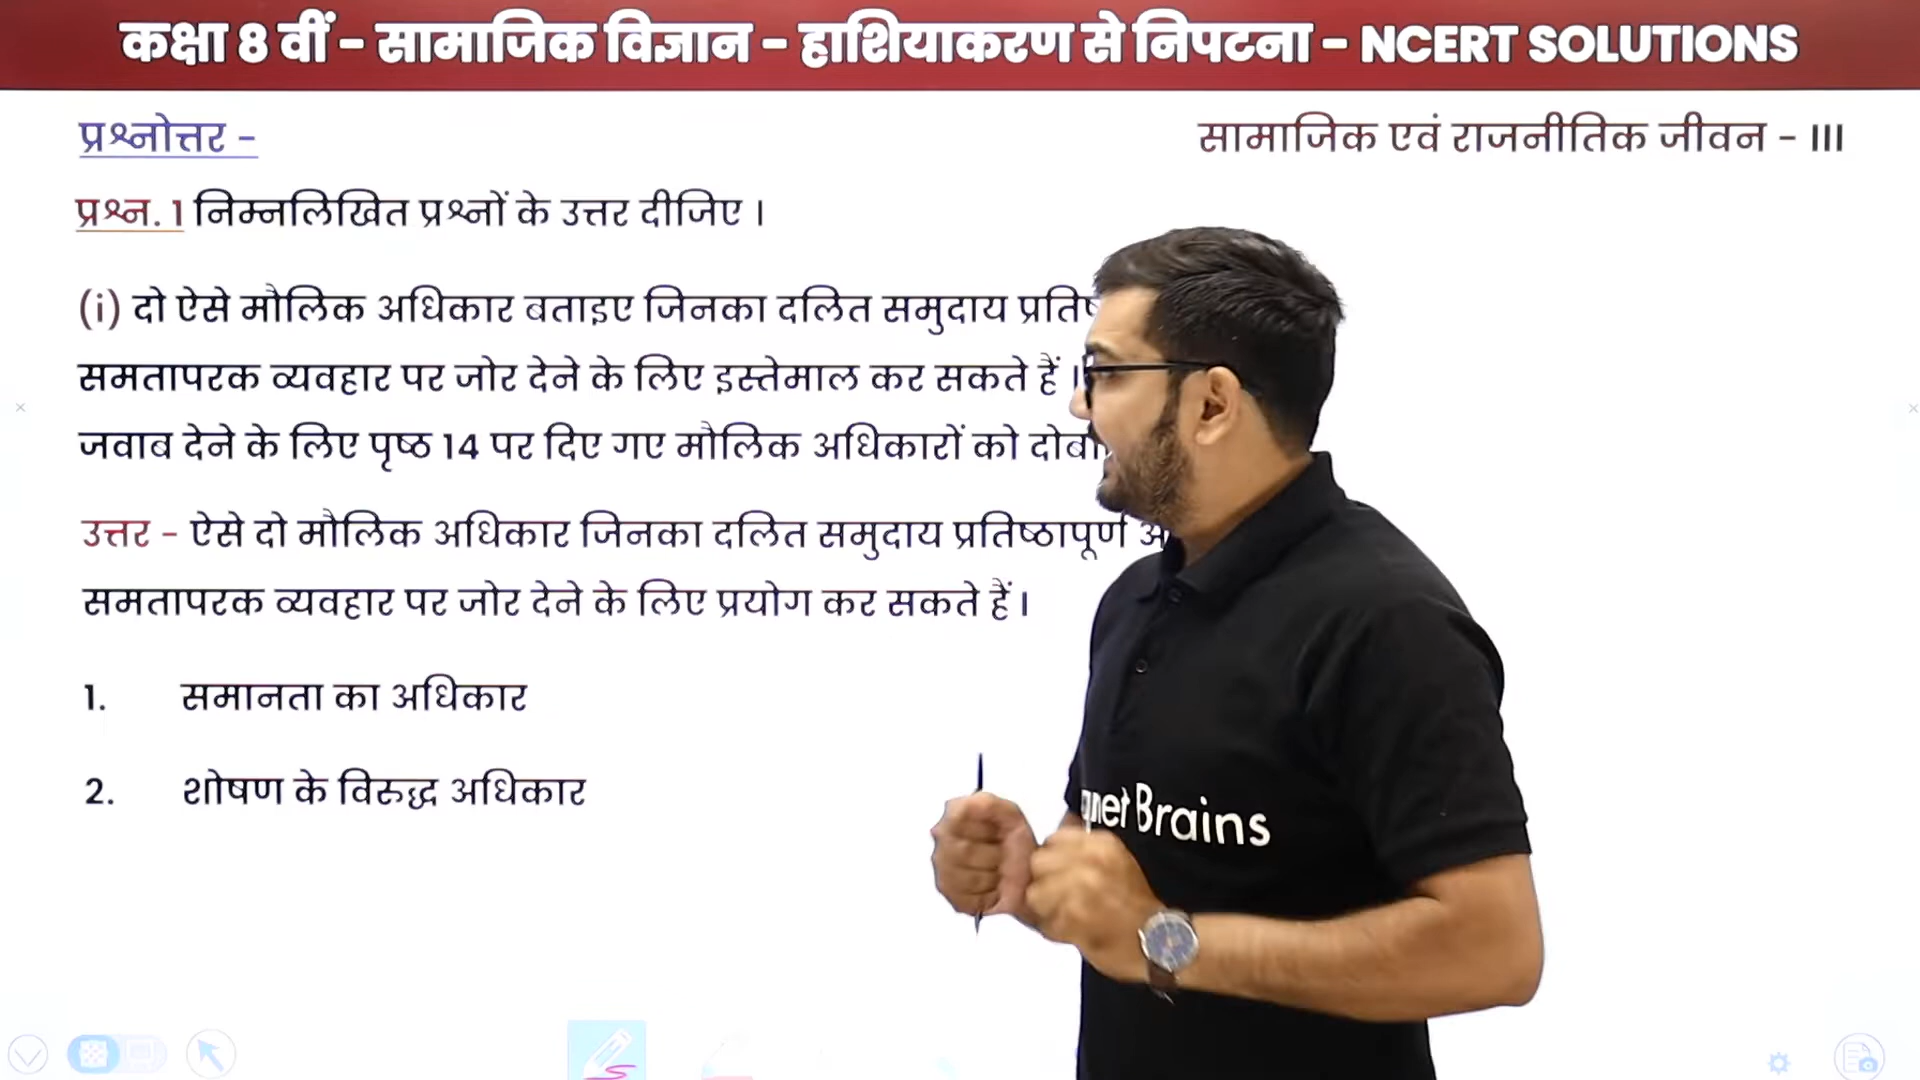 कक्षा 8 वीं - सामाजिक विज्ञान - हाशियाकरण से निपटना - NCERT SOLUTIONS
प्रश्नोत्तर -
सामाजिक एवं राजनीतिक जीवन - III
प्रश्न. 1 निम्नलिखित प्रश्नों के उत्तर दीजिए ।
(i) दो ऐसे मौलिक अधिकार बताइए जिनका दलित समुदाय
समतापरक व्यवहार पर जोर देने के लिए इस्तेमाल कर सकते हैं ।
जवाब देने के लिए पृष्ठ 14 पर दिए गए मौलिक अधिकारों को
उत्तर - ऐसे दो मौलिक अधिकार जिनका दलित समुदाय प्रतिष्ठापूर्ण
समतापरक व्यवहार पर जोर देने के लिए प्रयोग कर सकते हैं ।
1. समानता का अधिकार
2. शोषण के विरुद्ध अधिकार
Brains